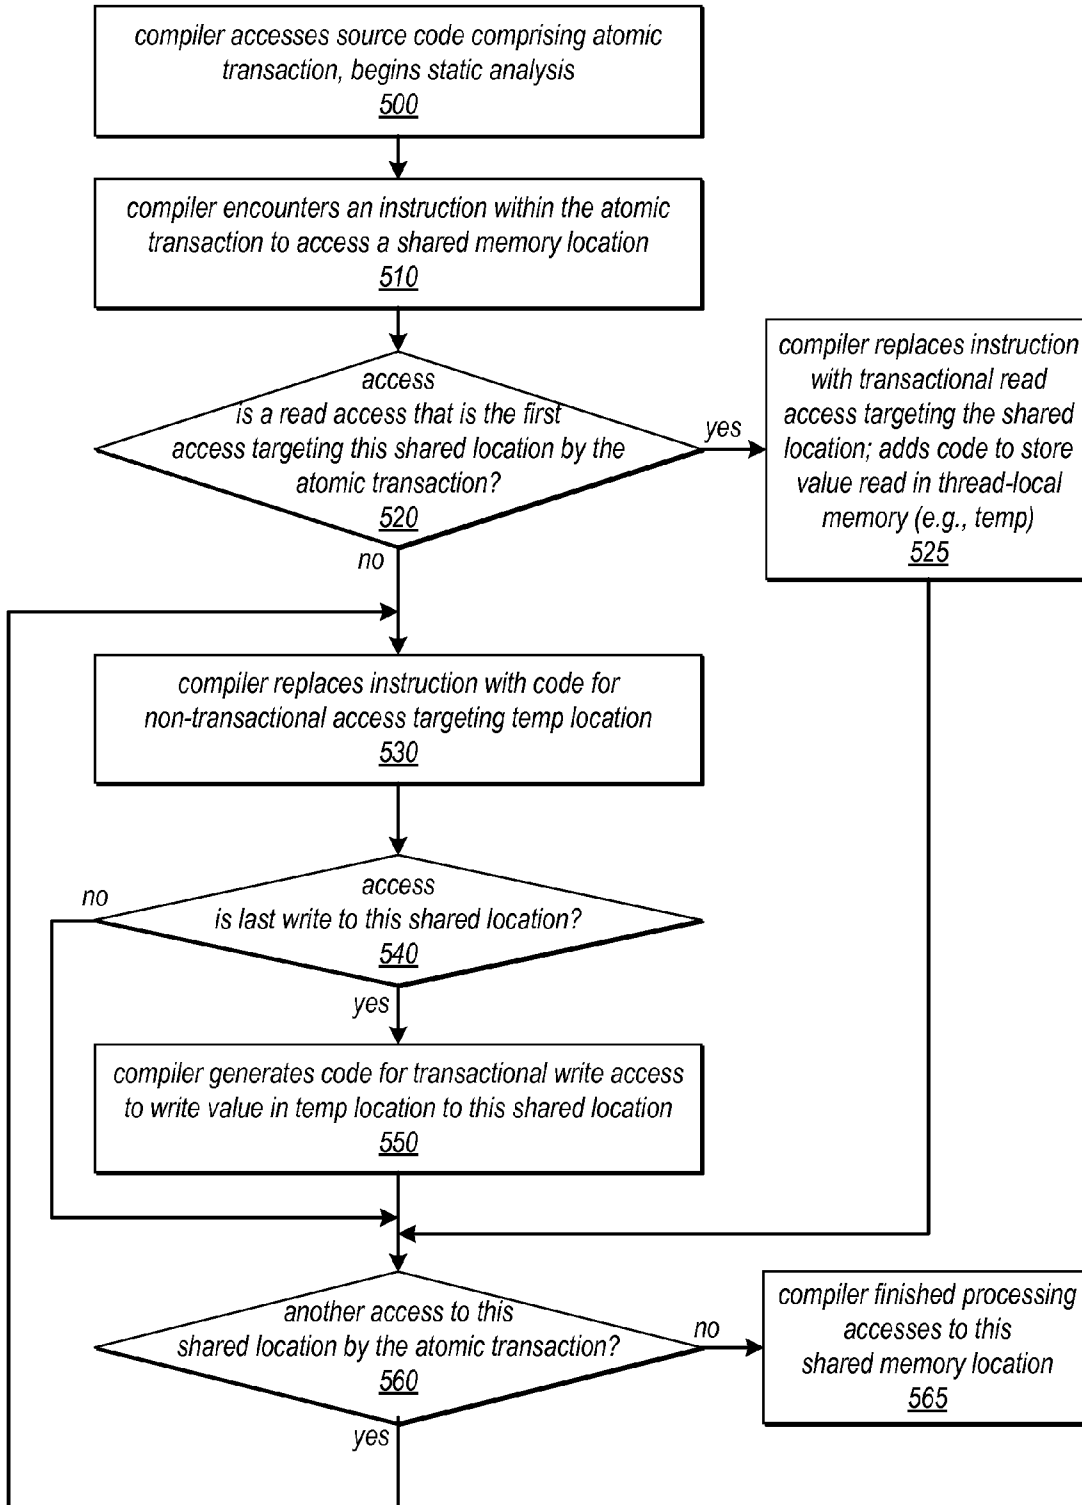 compiler accesses source code comprising atomic
transaction, begins static analysis
500
compiler encounters an instruction within the atomic
transaction to access a shared memory location
510
access
is a read access that is the first
access targeting this shared location by the
atomic transaction?
520
yes
no
compiler replaces instruction
with transactional read
access targeting the shared
location; adds code to store
value read in thread-local
memory (e.g., temp)
525
compiler replaces instruction with code for
non-transactional access targeting temp location
530
access
is last write to this shared location?
540
no
yes
compiler generates code for transactional write access
to write value in temp location to this shared location
550
another access to this
shared location by the atomic transaction?
560
no
yes
compiler finished processing
accesses to this
shared memory location
565